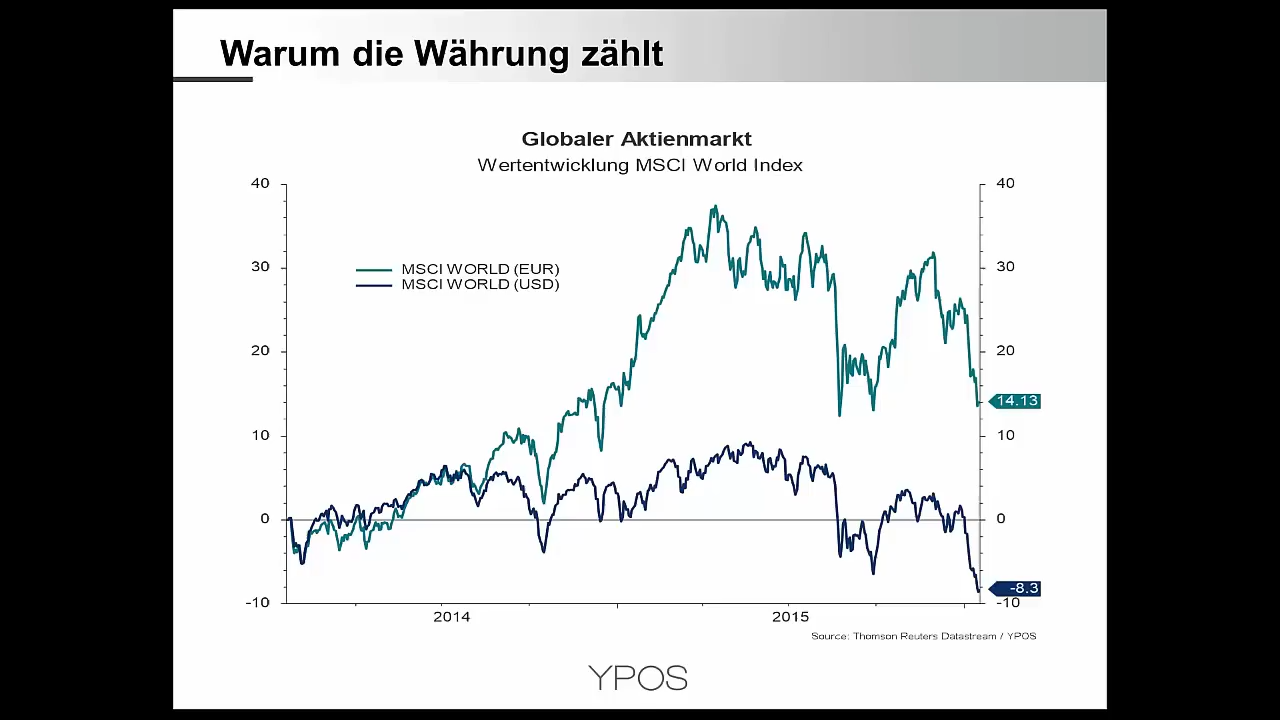 Warum die Währung zählt
Globaler Aktienmarkt
Wertentwicklung MSCI World Index
40 40
MSCI WORLD (EUR)
30 30
MSCI WORLD (USD)
20 20
14.13
10 10
0 0
-8.3
-10 -10
2014 2015
Source: Thomson Reuters Datastream / YPOS
YPOS